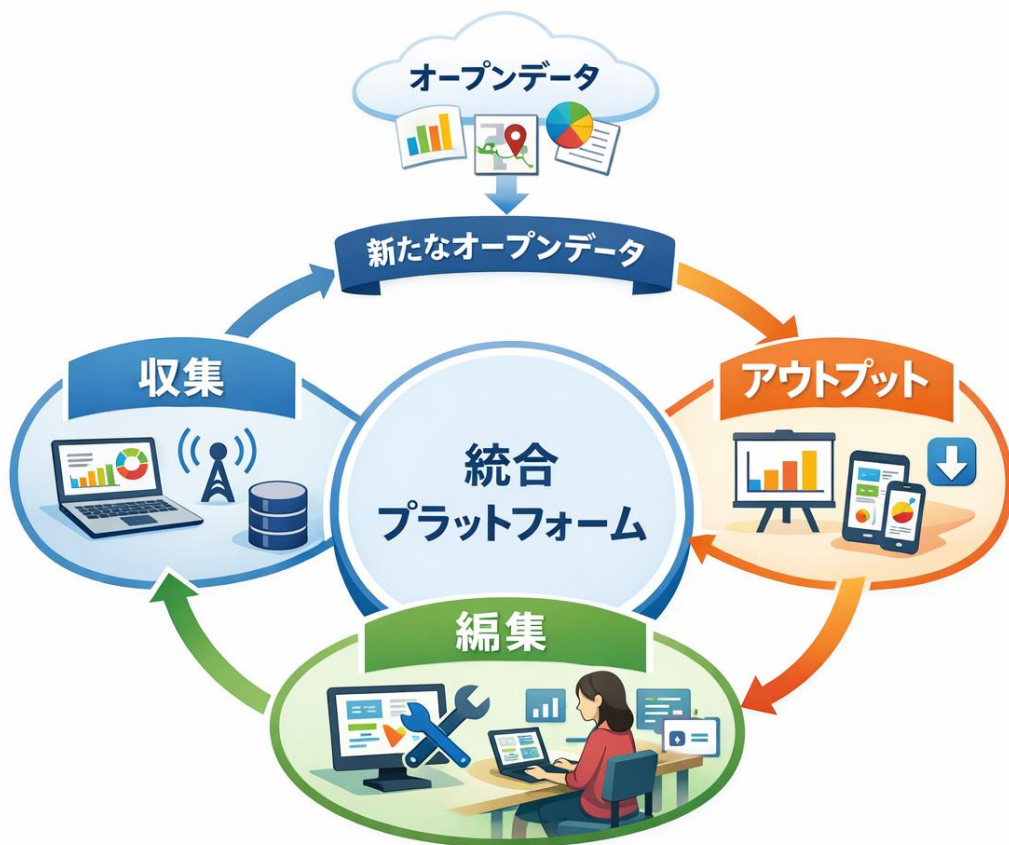 オープンデータ
新たなオープンデータ
収集
アウトプット
統合
プラットフォーム
編集